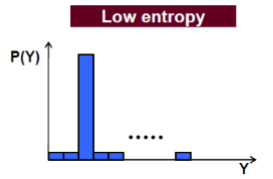 Low entropy
P(Y)
.....
Y